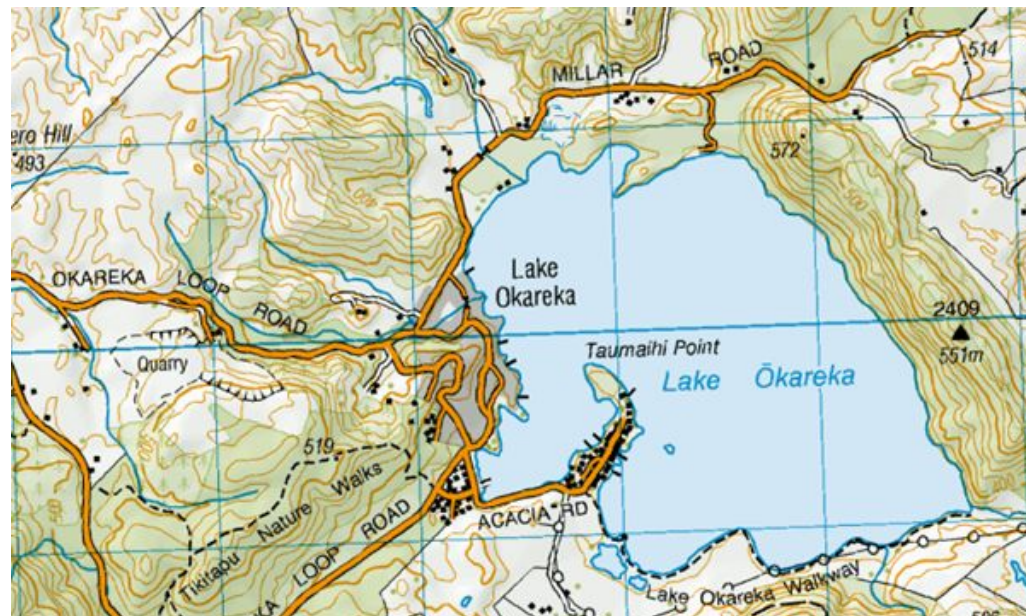 514
MILLAR ROAD
ero Hill
493
572
OKAREKA LOOP ROAD
Lake
Okareka
2409
551m
Taumaihi Point
Lake Ōkareka
Quarry
519
Tikitapu Nature Walks
LOOP ROAD
ACACIA RD
Lake Okareka Walkway